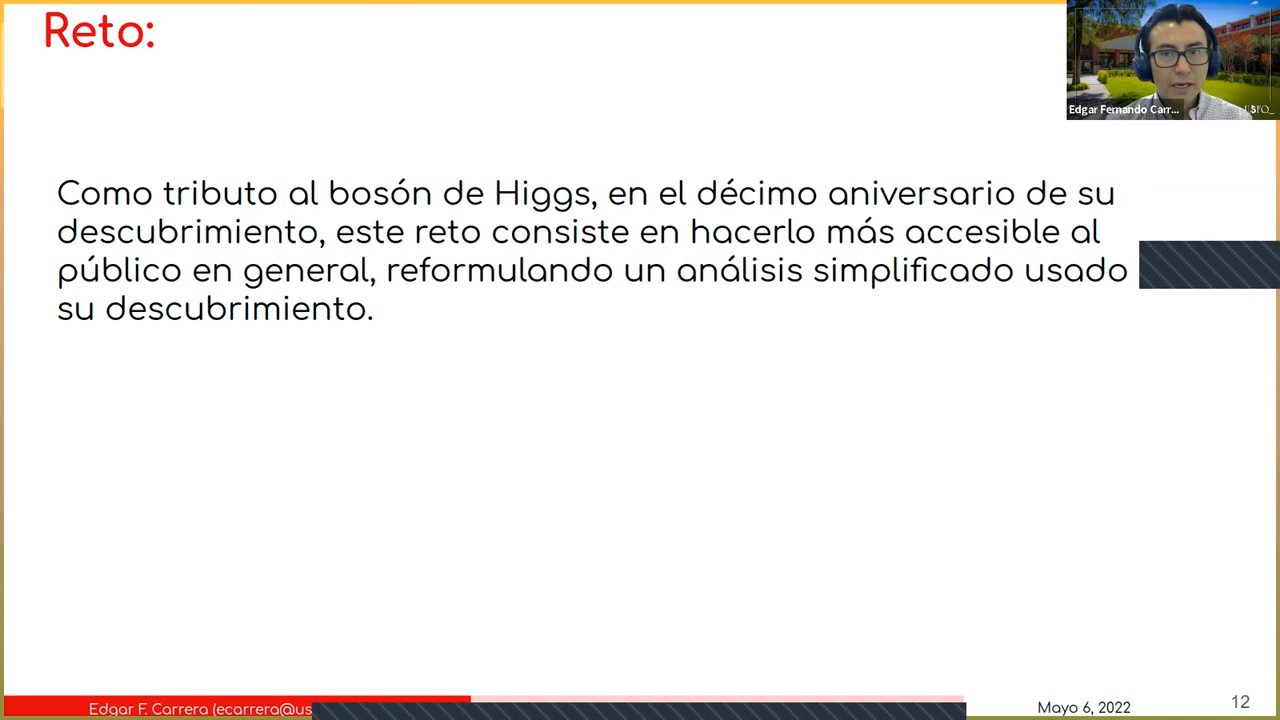 Reto:
Edgar Fernando Carr...
Como tributo al bosón de Higgs, en el décimo aniversario de su
descubrimiento, este reto consiste en hacerlo más accesible al
público en general, reformulando un análisis simplificado usado
su descubrimiento.
Edgar F. Carrera (ecarrera@us
Mayo 6, 2022
12